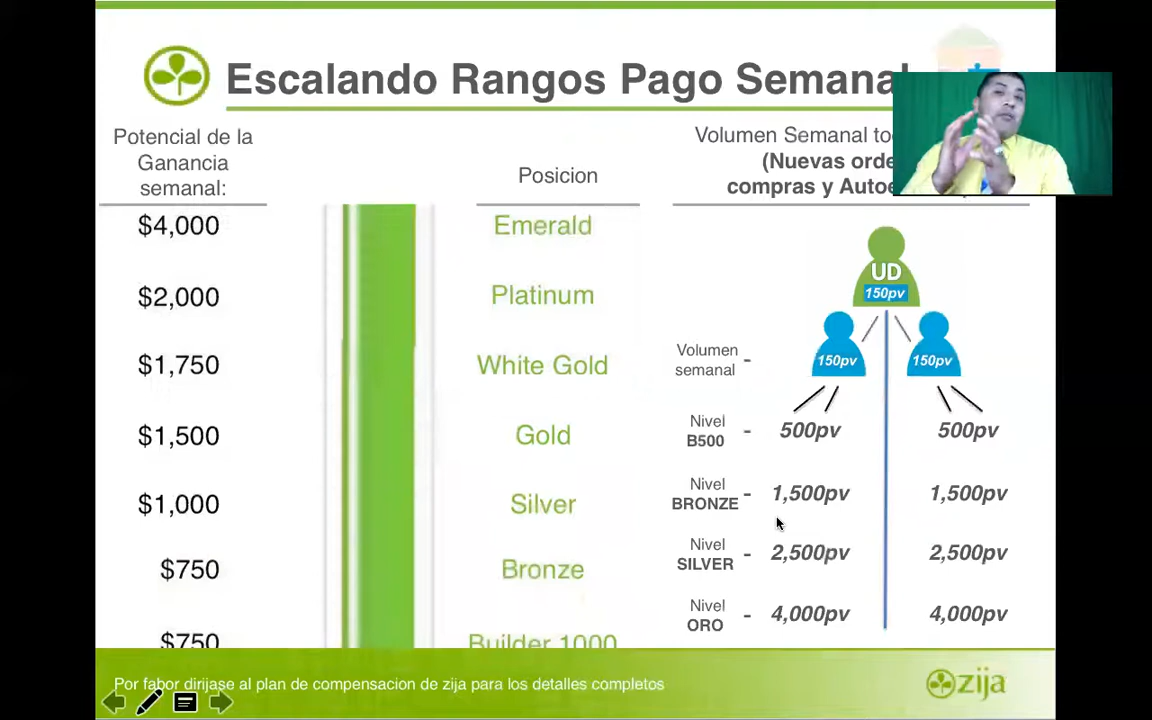 Escalando Rangos Pago Semanal
Potencial de la
Ganancia
semanal:
Posicion
Volumen Semanal
(Nuevas
compras y
$4,000
Emerald
$2,000
Platinum
$1,750
White Gold
$1,500
Gold
$1,000
Silver
$750
Bronze
$750
Builder 1000
UD
150pv
150pv
150pv
Volumen
semanal -
Nivel
B500 - 500pv 500pv
Nivel
BRONZE - 1,500pv 1,500pv
Nivel
SILVER - 2,500pv 2,500pv
Nivel
ORO - 4,000pv 4,000pv
Por fabor dirijase al plan de compensacion de zija para los detalles completos
zija